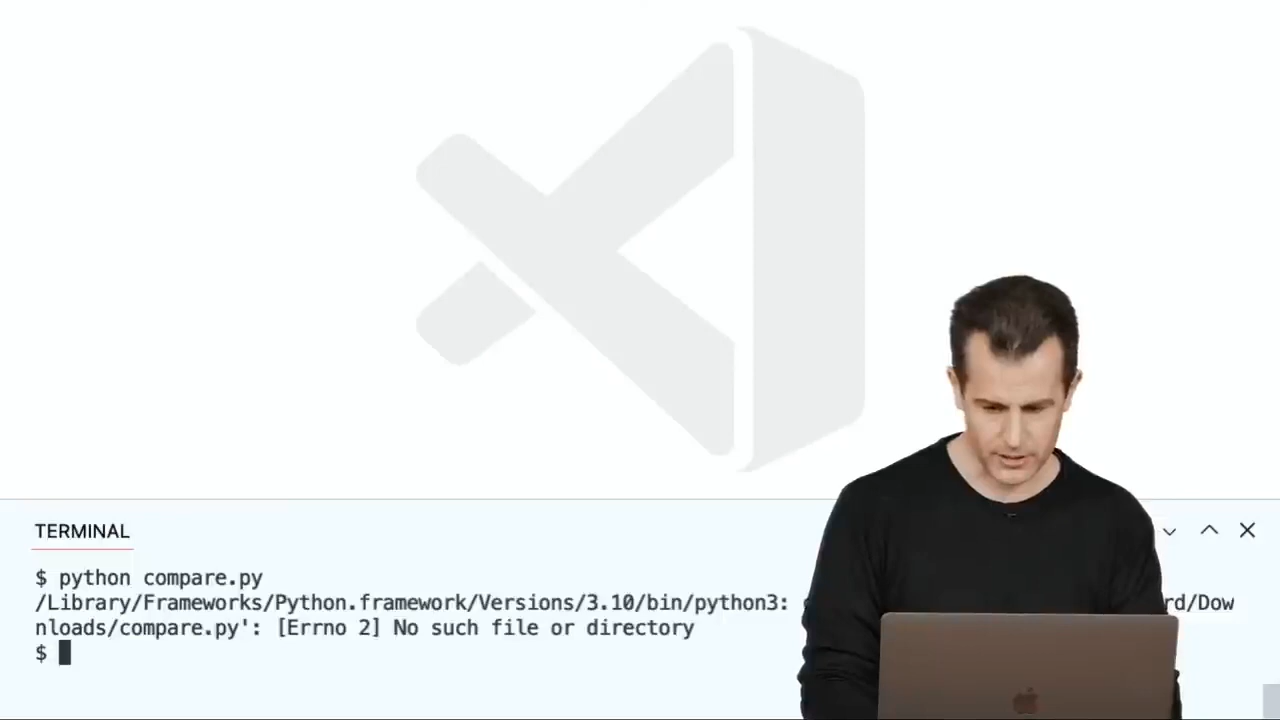 TERMINAL
$ python compare.py
/Library/Frameworks/Python.framework/Versions/3.10/bin/python3: rd/Dow
nloads/compare.py': [Errno 2] No such file or directory
$